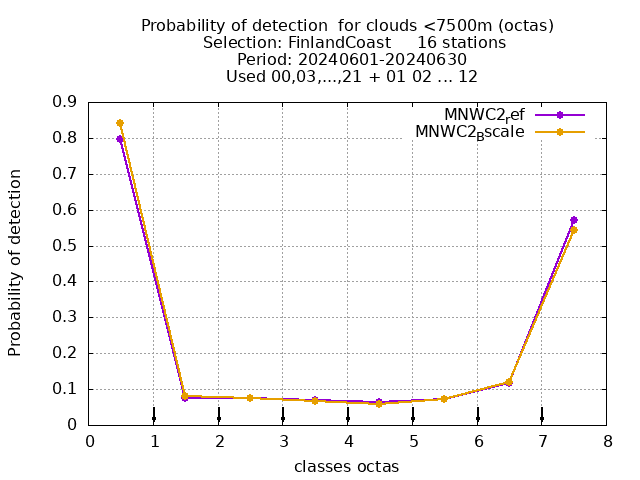 Probability of detection  for clouds <7500m (octas)
Selection: FinlandCoast     16 stations
Period: 20240601-20240630
Used 00,03,...,21 + 01 02 ... 12
MNWC2ref
MNWC2Bscale
0.9
0.8
0.7
0.6
0.5
0.4
0.3
0.2
0.1
0
Probability of detection
0 1 2 3 4 5 6 7 8
classes octas